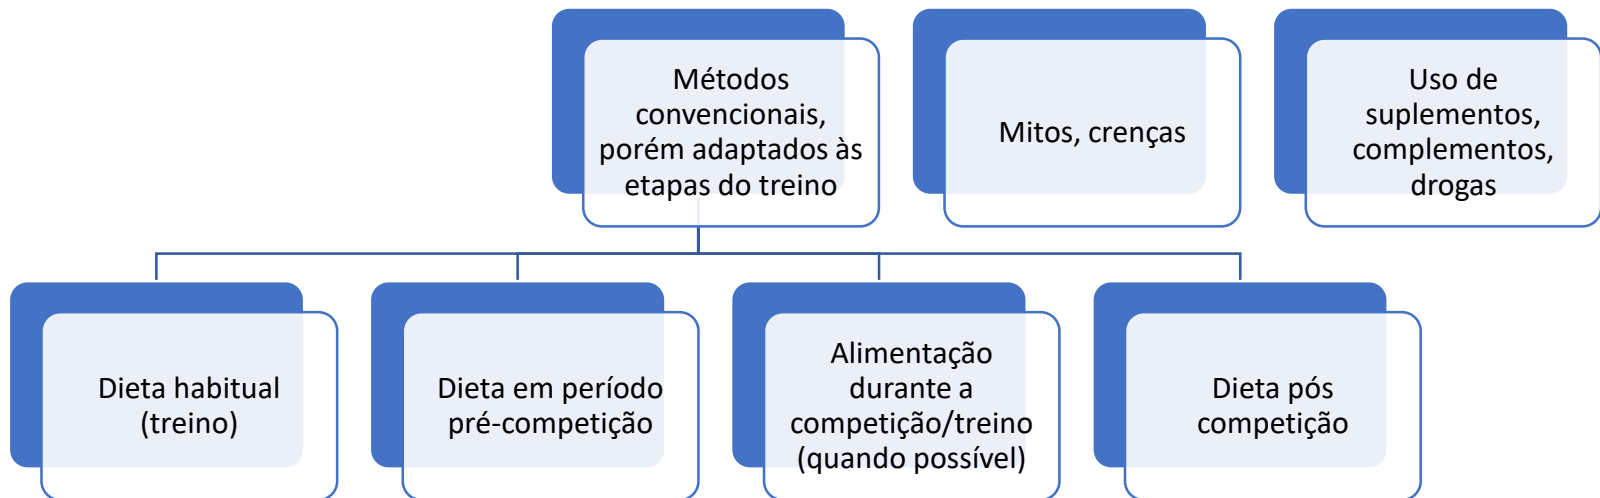 Métodos
convencionais,
porém adaptados às
etapas do treino
Mitos, crenças
Uso de
suplementos,
complementos,
drogas
Dieta habitual
(treino)
Dieta em período
pré-competição
Alimentação
durante a
competição/treino
(quando possível)
Dieta pós
competição